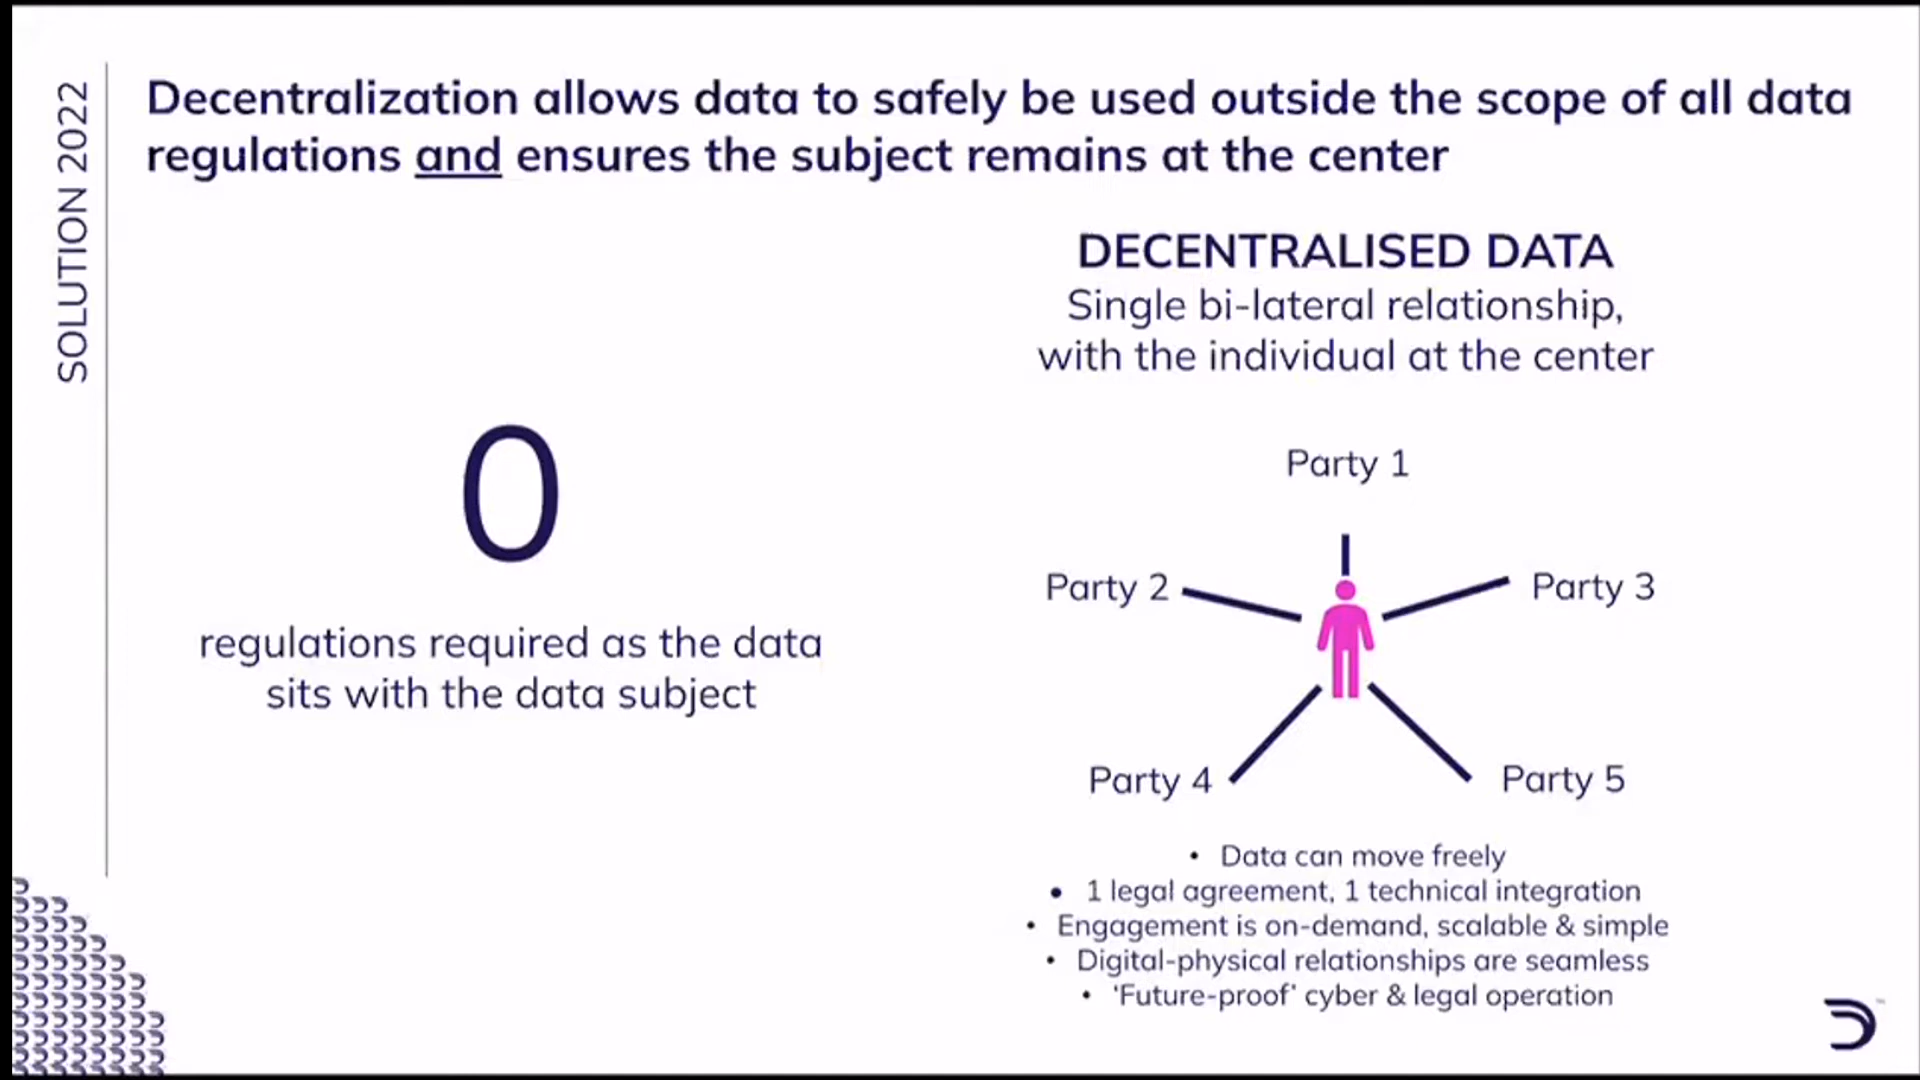 SOLUTION 2022
Decentralization allows data to safely be used outside the scope of all data
regulations and ensures the subject remains at the center
0
regulations required as the data
sits with the data subject
DECENTRALISED DATA
Single bi-lateral relationship,
with the individual at the center
Party 1
Party 2
Party 3
Party 4
Party 5
• Data can move freely
• 1 legal agreement, 1 technical integration
• Engagement is on-demand, scalable & simple
• Digital-physical relationships are seamless
• 'Future-proof' cyber & legal operation